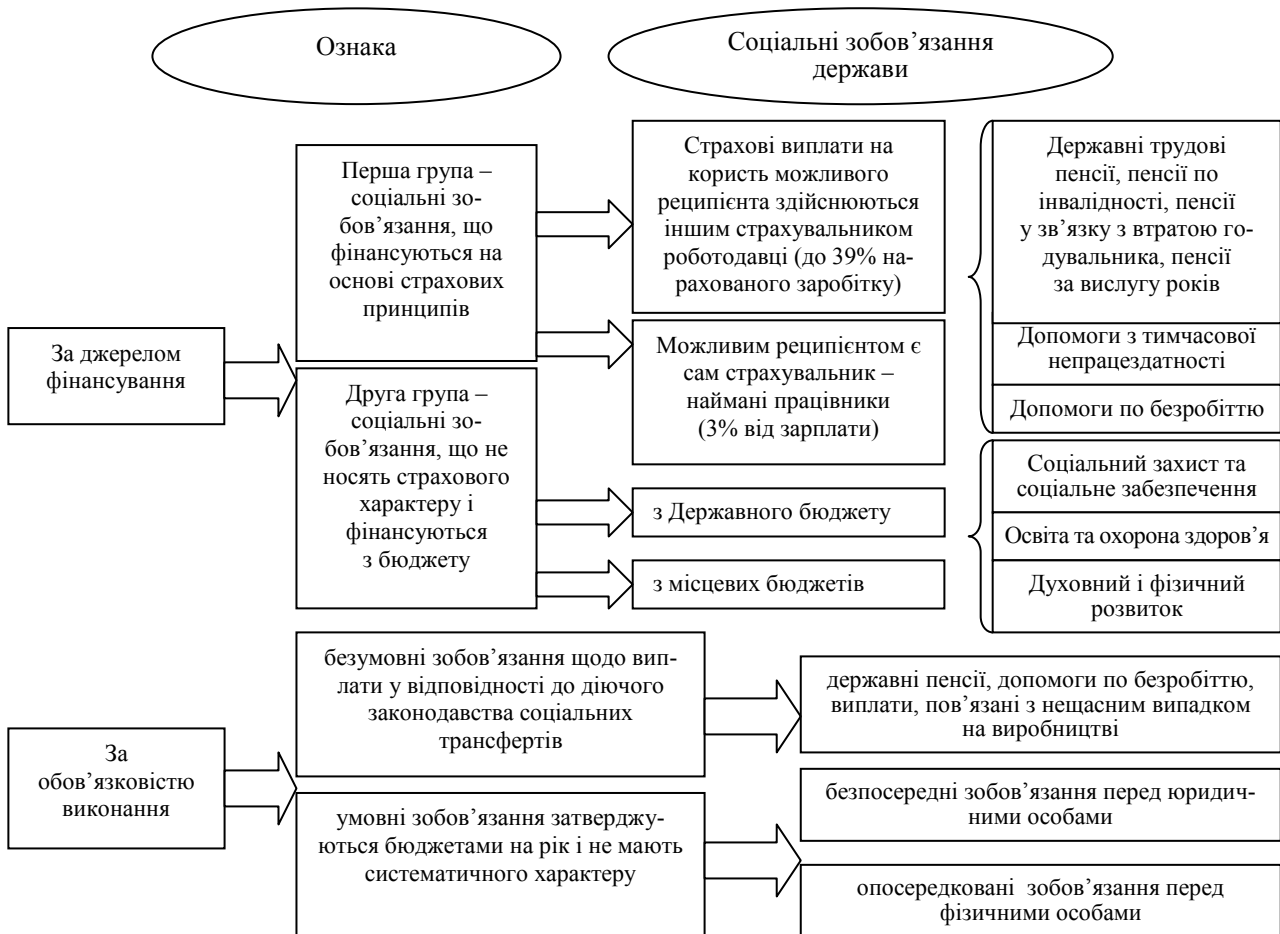 Ознака
Соціальні зобов’язання
держави
За джерелом
фінансування
Перша група –
соціальні зо-
бов’язання, що
фінансуються на
основі страхових
принципів
Страхові виплати на
користь можливого
реципієнта здійснюються
іншим страхувальником
роботодавці (до 39% на-
рахованого заробітку)
Можливим реципієнтом є
сам страхувальник –
наймані працівники
(3% від зарплати)
Державні трудові
пенсії, пенсії по
інвалідності, пенсії
у зв’язку з втратою го-
дувальника, пенсії
за вислугу років
Допомоги з тимчасової
непрацездатності
Допомоги по безробіттю
Друга група –
соціальні зо-
бов’язання, що не
носять страхового
характеру і
фінансуються
з бюджету
з Державного бюджету
з місцевих бюджетів
Соціальний захист та
соціальне забезпечення
Освіта та охорона здоров’я
Духовний і фізичний
розвиток
За
обов’язковістю
виконання
безумовні зобов’язання щодо вип-
лати у відповідності до діючого
законодавства соціальних
трансфертів
державні пенсії, допомоги по безробіттю,
виплати, пов’язані з нещасним випадком
на виробництві
умовні зобов’язання затверджу-
ються бюджетами на рік і не мають
систематичного характеру
безпосередні зобов’язання перед юридич-
ними особами
опосередковані зобов’язання перед
фізичними особами